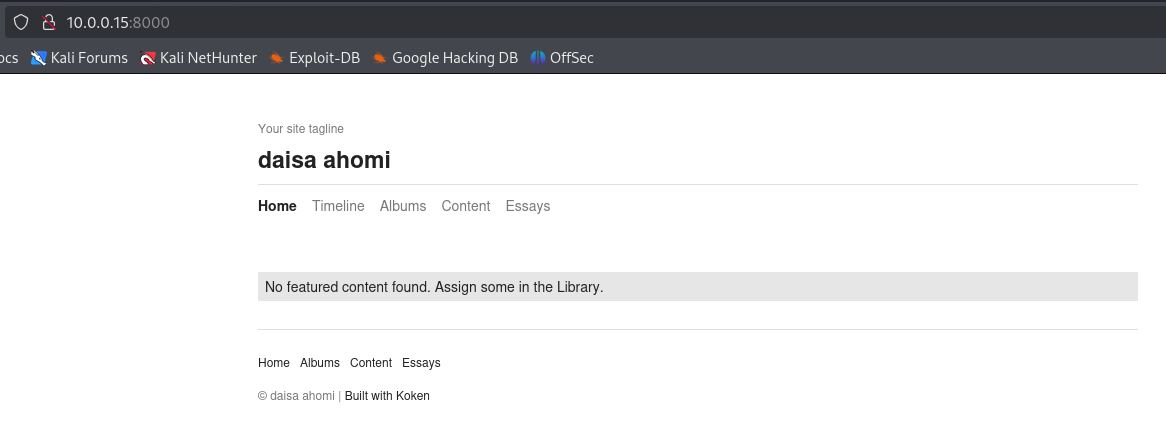 10.0.0.15:8000
ocs Kali Forums Kali NetHunter Exploit-DB Google Hacking DB OffSec
Your site tagline
daisa ahomi
Home Timeline Albums Content Essays
No featured content found. Assign some in the Library.
Home Albums Content Essays
© daisa ahomi | Built with Koken